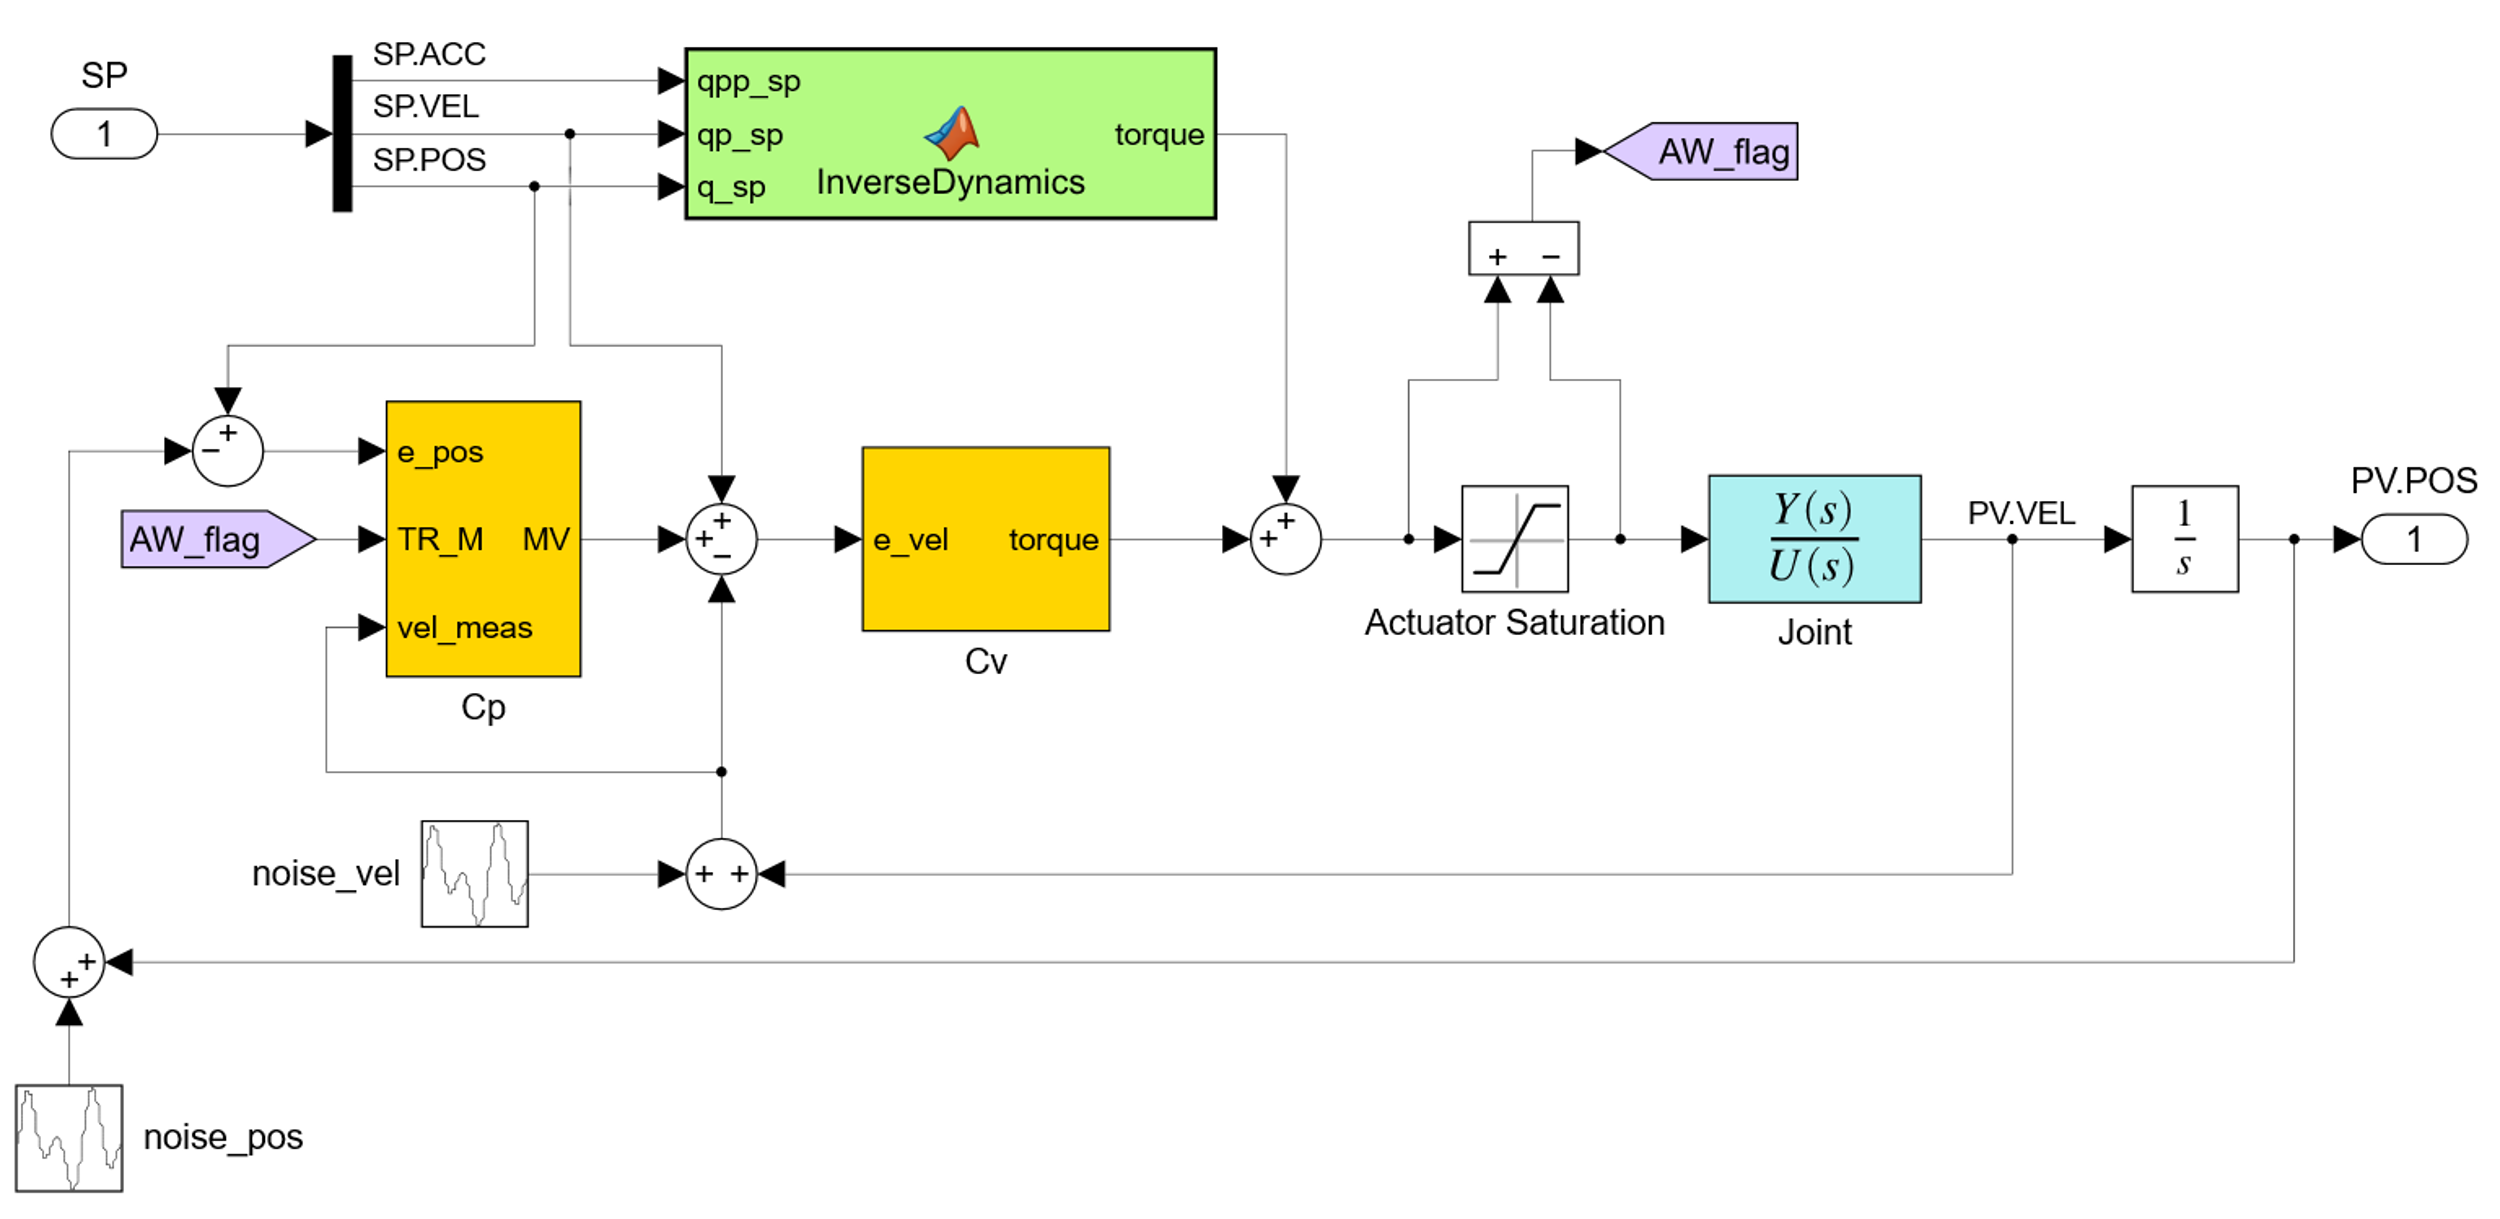 SP
1
SP.ACC
SP.VEL
SP.POS
qpp_sp
qp_sp
q_sp
torque
InverseDynamics
AW_flag
+ −
+
−
e_pos
TR_M
MV
vel_meas
Cp
AW_flag
+
+
−
e_vel
torque
Cv
+
+
Actuator Saturation
Y(s)
U(s)
Joint
PV.VEL
1
s
PV.POS
1
noise_vel
+ +
+
+
noise_pos